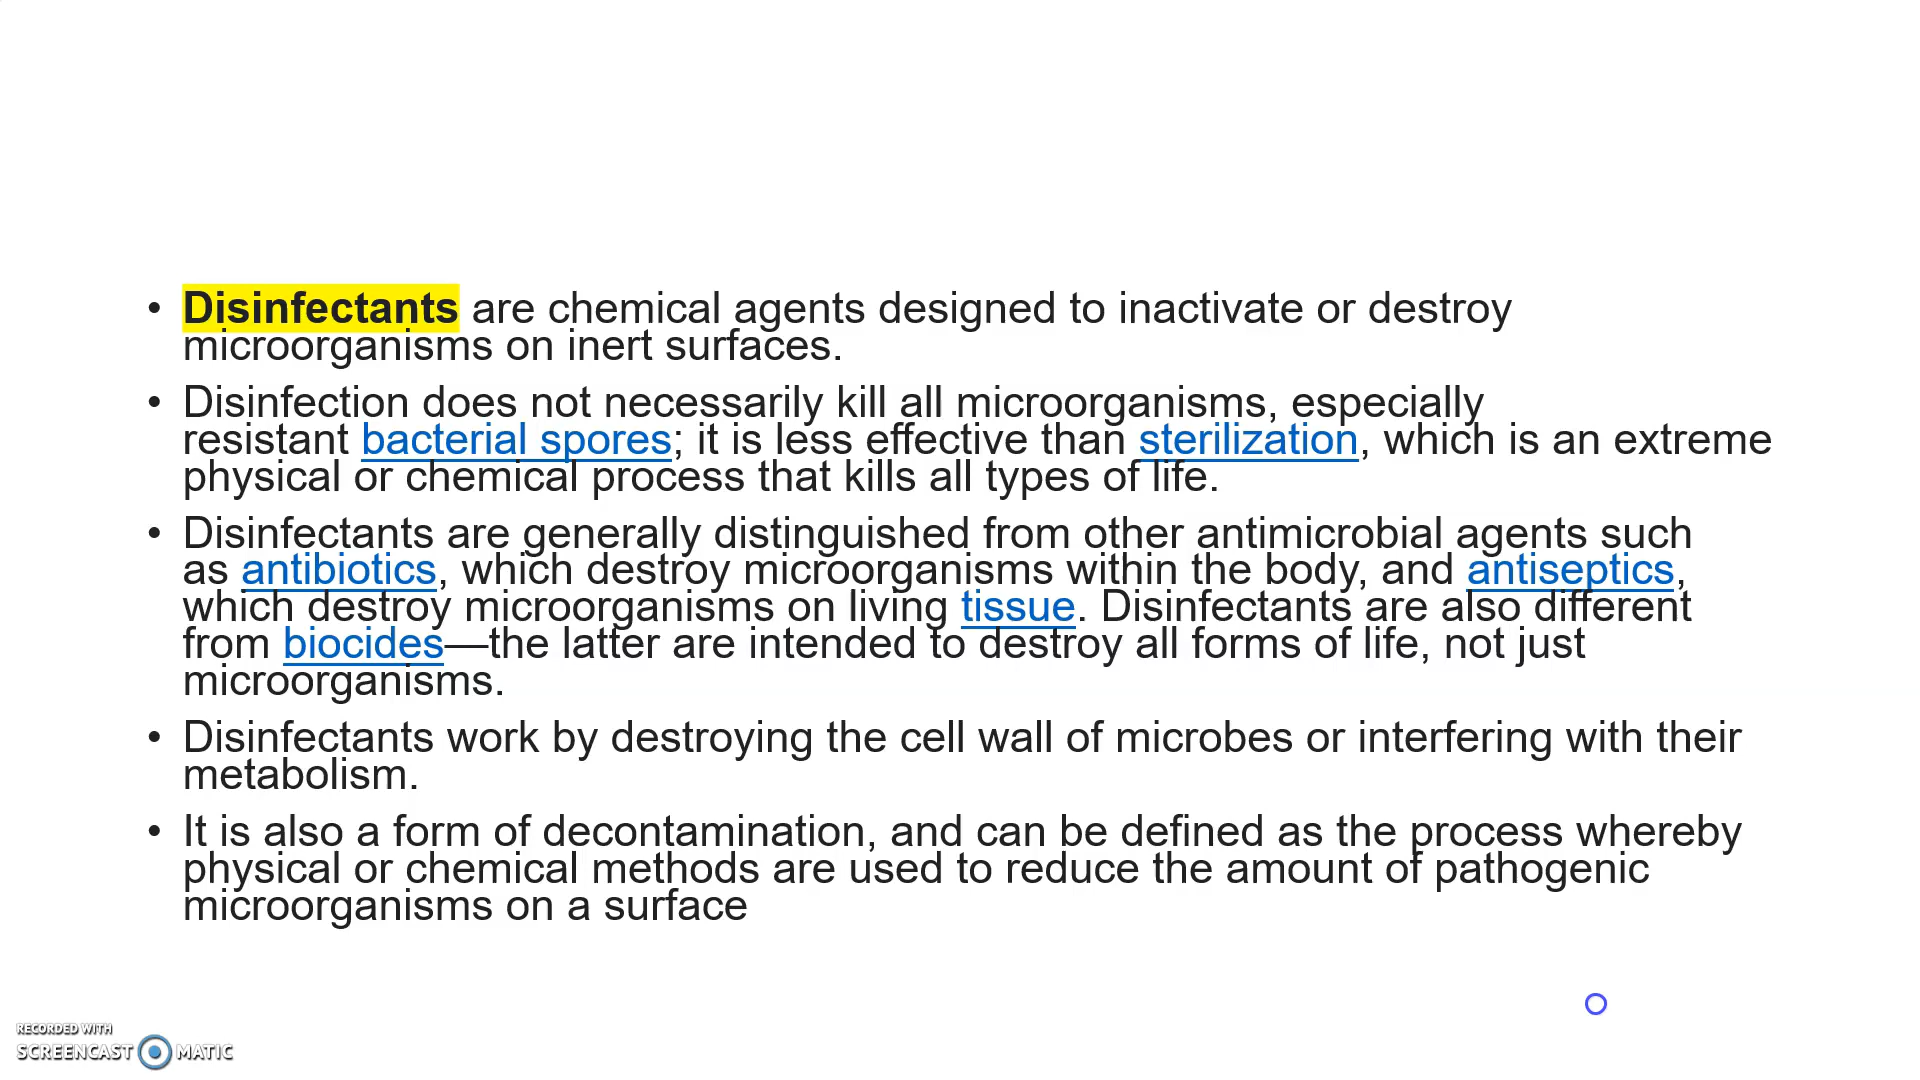 • Disinfectants are chemical agents designed to inactivate or destroy
microorganisms on inert surfaces.
• Disinfection does not necessarily kill all microorganisms, especially
resistant bacterial spores; it is less effective than sterilization, which is an extreme
physical or chemical process that kills all types of life.
• Disinfectants are generally distinguished from other antimicrobial agents such
as antibiotics, which destroy microorganisms within the body, and antiseptics,
which destroy microorganisms on living tissue. Disinfectants are also different
from biocides—the latter are intended to destroy all forms of life, not just
microorganisms.
• Disinfectants work by destroying the cell wall of microbes or interfering with their
metabolism.
• It is also a form of decontamination, and can be defined as the process whereby
physical or chemical methods are used to reduce the amount of pathogenic
microorganisms on a surface
RECORDED WITH
SCREENCAST MATIC